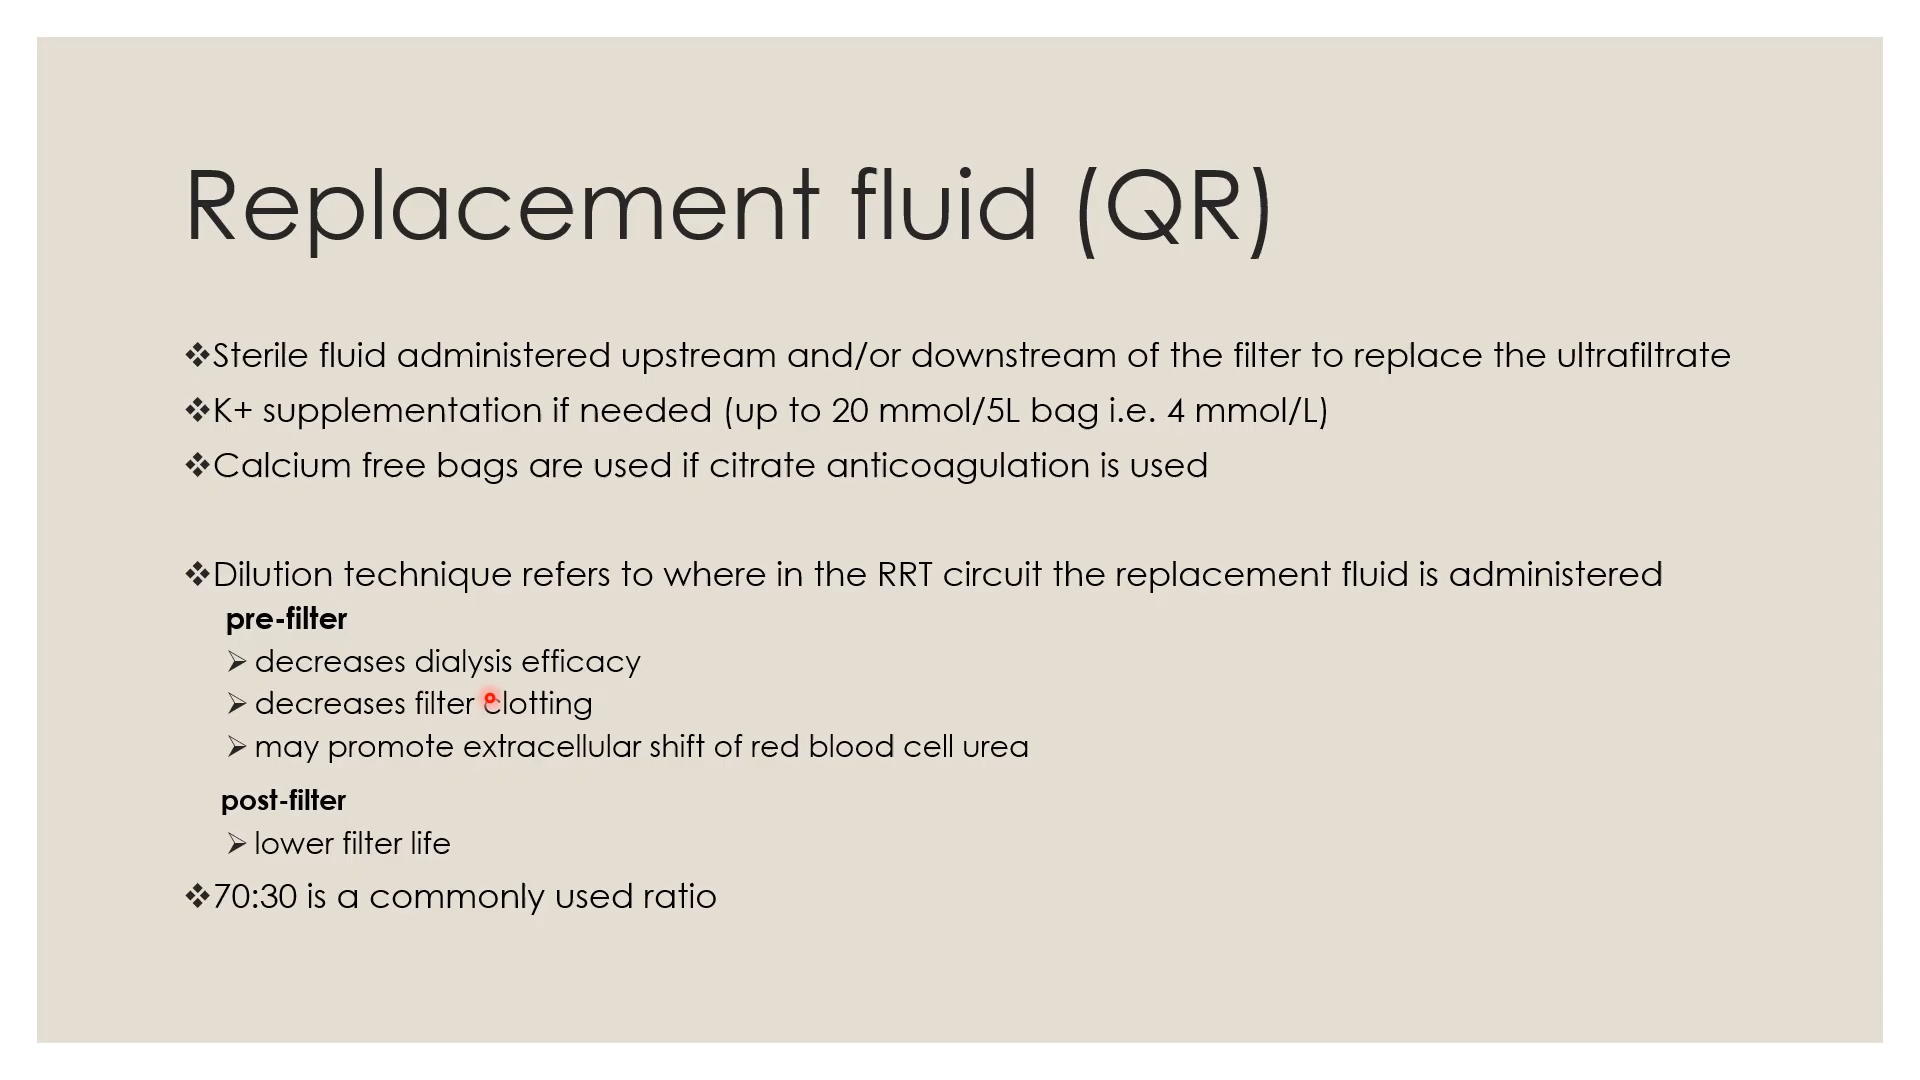 Replacement fluid (QR)
❖Sterile fluid administered upstream and/or downstream of the filter to replace the ultrafiltrate
❖K+ supplementation if needed (up to 20 mmol/5L bag i.e. 4 mmol/L)
❖Calcium free bags are used if citrate anticoagulation is used
❖Dilution technique refers to where in the RRT circuit the replacement fluid is administered
pre-filter
➢ decreases dialysis efficacy
➢ decreases filter clotting
➢ may promote extracellular shift of red blood cell urea
post-filter
➢ lower filter life
❖70:30 is a commonly used ratio